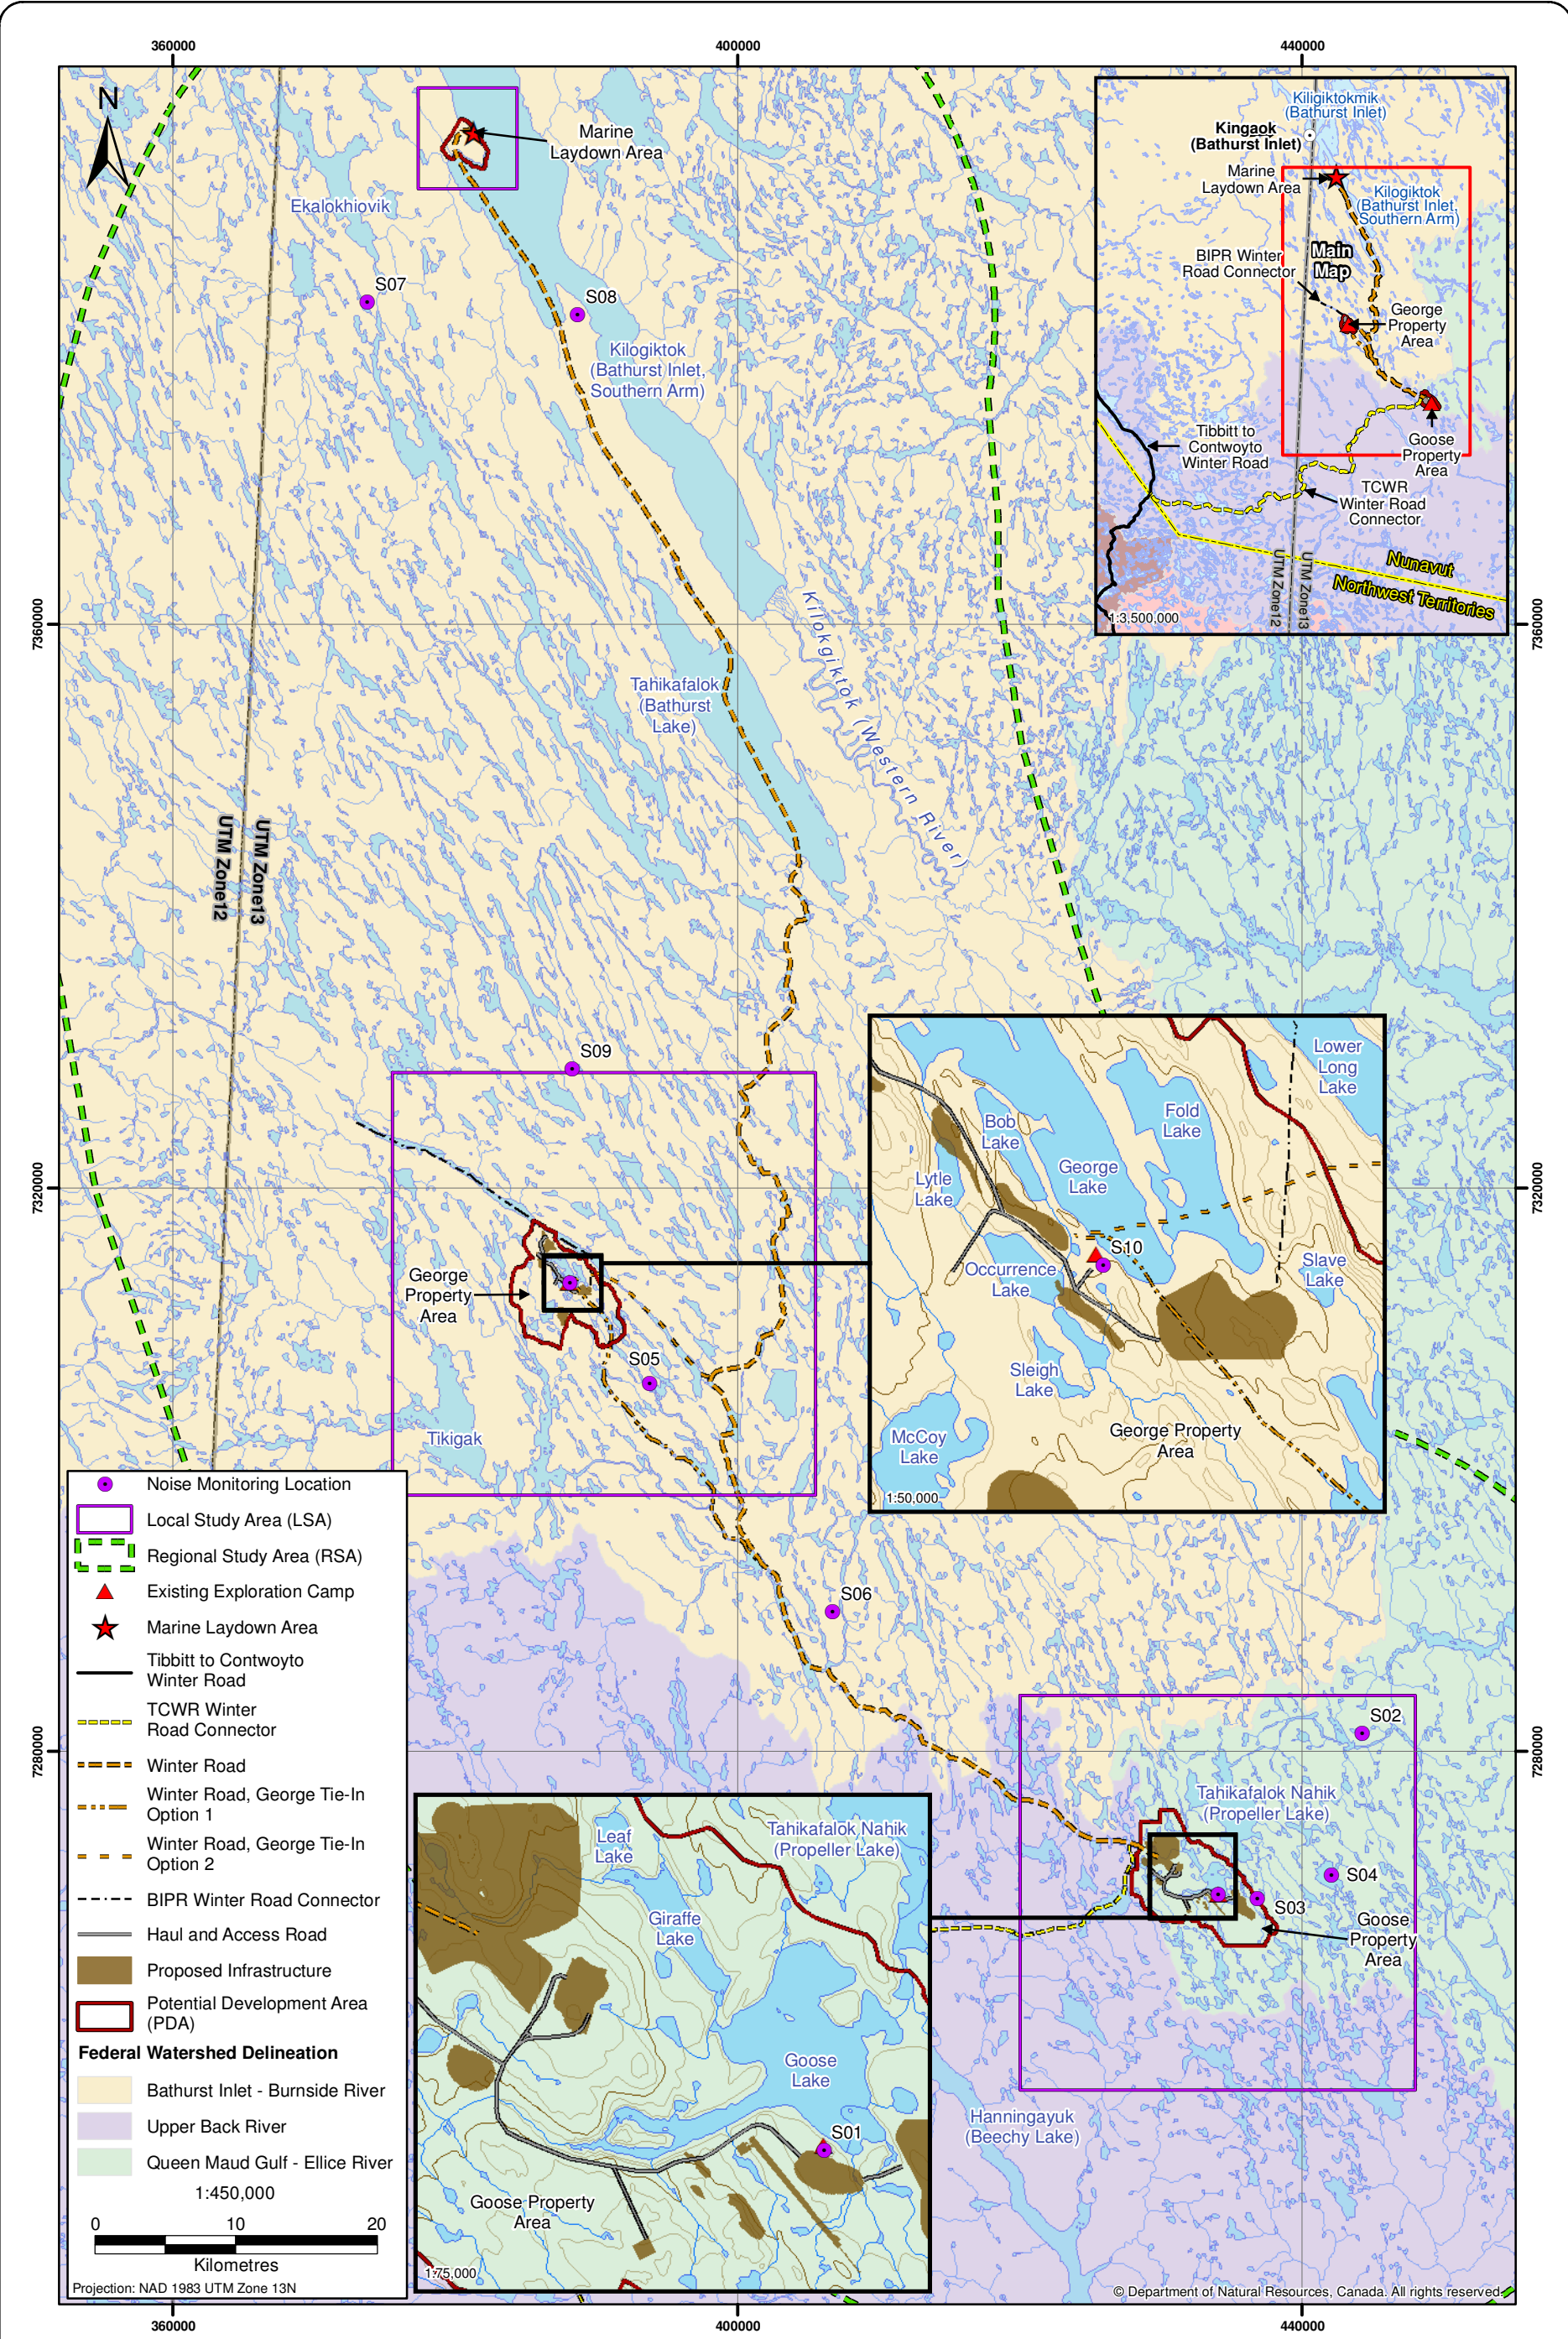 360000
400000
440000
N
Marine
Laydown Area
Ekalokhiovik
S07
S08
Kilogiktok
(Bathurst Inlet,
Southern Arm)
Kiligiktokmik
(Bathurst Inlet)
Kingaok
(Bathurst Inlet)
Marine
Laydown Area
Kilogiktok
(Bathurst Inlet,
Southern Arm)
Main
Map
BIPR Winter
Road Connector
George
Property
Area
Tibbitt to
Contwoyto
Winter Road
Goose
Property
Area
TCWR
Winter Road
Connector
Nunavut
Northwest Territories
UTM Zone12
UTM Zone13
1:3,500,000
7360000
7360000
Kilokgiktok (Western River)
Tahikafalok
(Bathurst
Lake)
UTM Zone12
UTM Zone13
S09
7320000
7320000
George
Property
Area
S05
Tikigak
Lower
Long
Lake
Fold
Lake
Bob
Lake
George
Lake
Lytle
Lake
S10
Occurrence
Lake
Slave
Lake
Sleigh
Lake
George Property
Area
McCoy
Lake
1:50,000
S06
S02
7280000
7280000
Tahikafalok Nahik
(Propeller Lake)
S04
S03
Goose
Property
Area
Hanningayuk
(Beechy Lake)
Leaf
Lake
Tahikafalok Nahik
(Propeller Lake)
Giraffe
Lake
Goose
Lake
S01
Goose Property
Area
1:75,000
Noise Monitoring Location
Local Study Area (LSA)
Regional Study Area (RSA)
Existing Exploration Camp
Marine Laydown Area
Tibbitt to Contwoyto
Winter Road
TCWR Winter
Road Connector
Winter Road
Winter Road, George Tie-In
Option 1
Winter Road, George Tie-In
Option 2
BIPR Winter Road Connector
Haul and Access Road
Proposed Infrastructure
Potential Development Area
(PDA)
Federal Watershed Delineation
Bathurst Inlet - Burnside River
Upper Back River
Queen Maud Gulf - Ellice River
1:450,000
0 10 20
Kilometres
Projection: NAD 1983 UTM Zone 13N
© Department of Natural Resources, Canada. All rights reserved.
360000
400000
440000